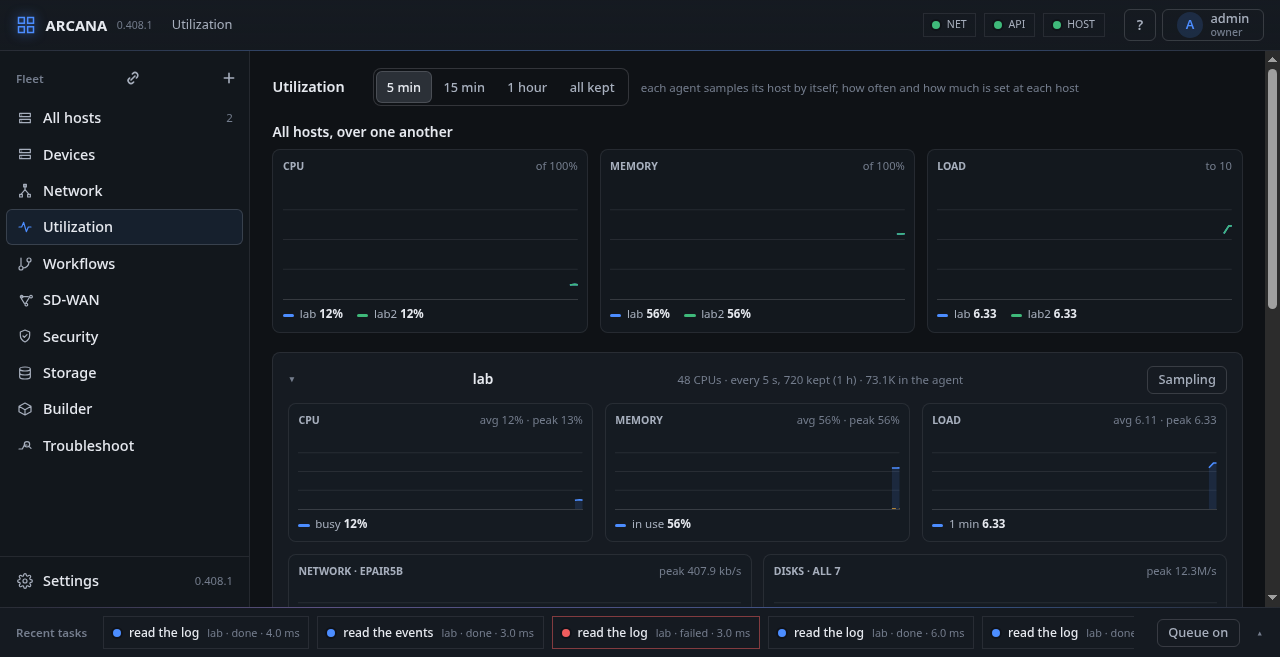 ARCANA 0.408.1 Utilization NET API HOST ? A admin
owner
Fleet +
All hosts 2
Devices
Network
Utilization
Workflows
SD-WAN
Security
Storage
Builder
Troubleshoot
Settings 0.408.1
Utilization 5 min 15 min 1 hour all kept each agent samples its host by itself; how often and how much is set at each host
All hosts, over one another
CPU of 100%
lab 12% lab2 12%
MEMORY of 100%
lab 56% lab2 56%
LOAD to 10
lab 6.33 lab2 6.33
lab 48 CPUs · every 5 s, 720 kept (1 h) · 73.1K in the agent Sampling
CPU avg 12% · peak 13%
busy 12%
MEMORY avg 56% · peak 56%
in use 56%
LOAD avg 6.11 · peak 6.33
1 min 6.33
NETWORK · EPAIR5B peak 407.9 kb/s
DISKS · ALL 7 peak 12.3M/s
Recent tasks read the log lab · done · 4.0 ms read the events lab · done · 3.0 ms read the log lab · failed · 3.0 ms read the log lab · done · 6.0 ms read the log lab · done Queue on